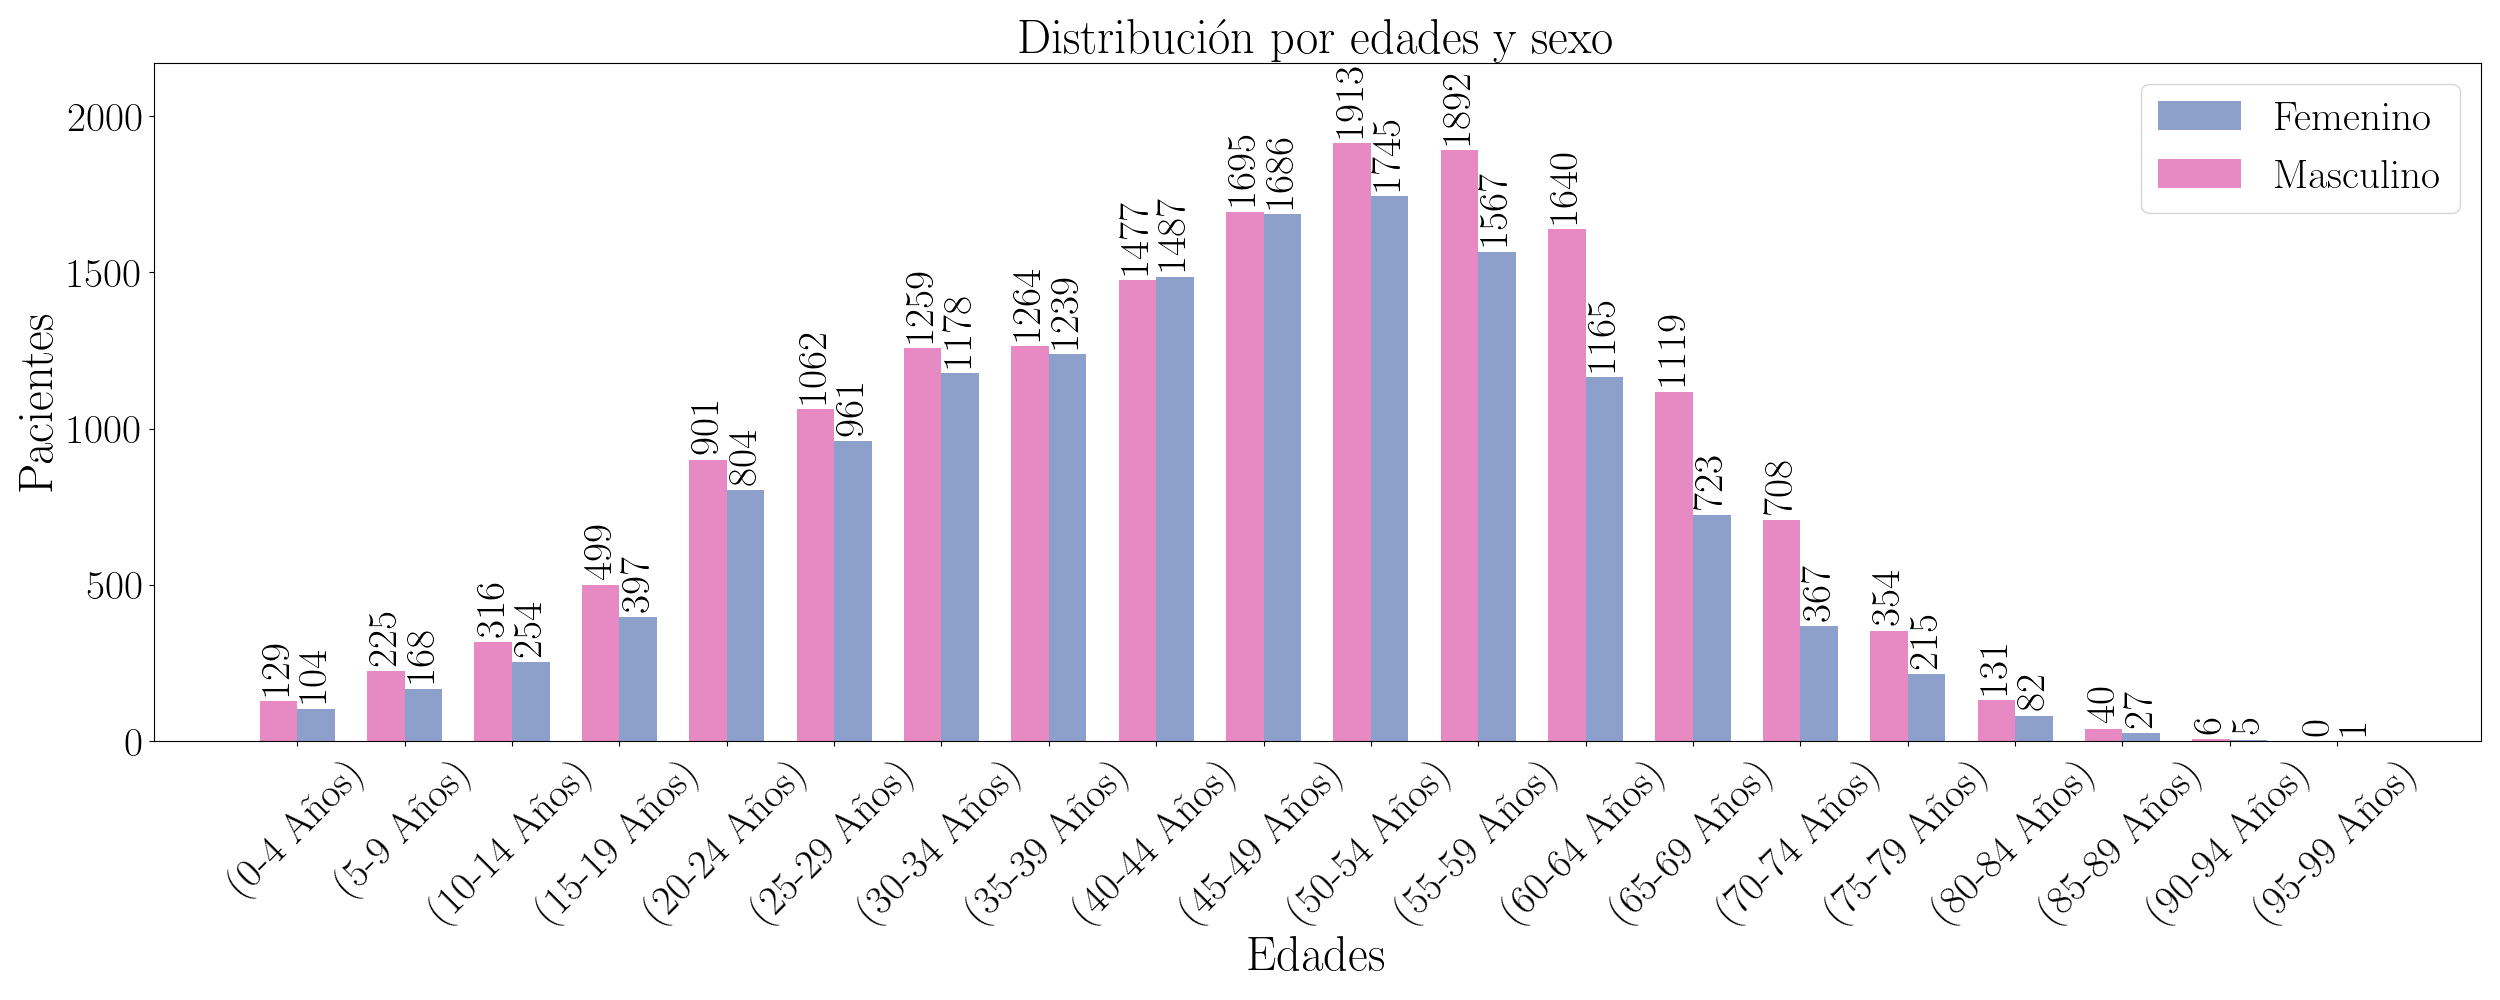 Distribución por edades y sexo
Femenino
Masculino
Pacientes
2000
1500
1000
500
0
129
104
225
168
316
254
499
397
901
804
1062
961
1259
1178
1264
1239
1477
1487
1695
1686
1913
1745
1892
1567
1640
1165
1119
723
708
367
354
215
131
82
40
27
6
5
0
1
(0-4 Años)
(5-9 Años)
(10-14 Años)
(15-19 Años)
(20-24 Años)
(25-29 Años)
(30-34 Años)
(35-39 Años)
(40-44 Años)
(45-49 Años)
(50-54 Años)
(55-59 Años)
(60-64 Años)
(65-69 Años)
(70-74 Años)
(75-79 Años)
(80-84 Años)
(85-89 Años)
(90-94 Años)
(95-99 Años)
Edades